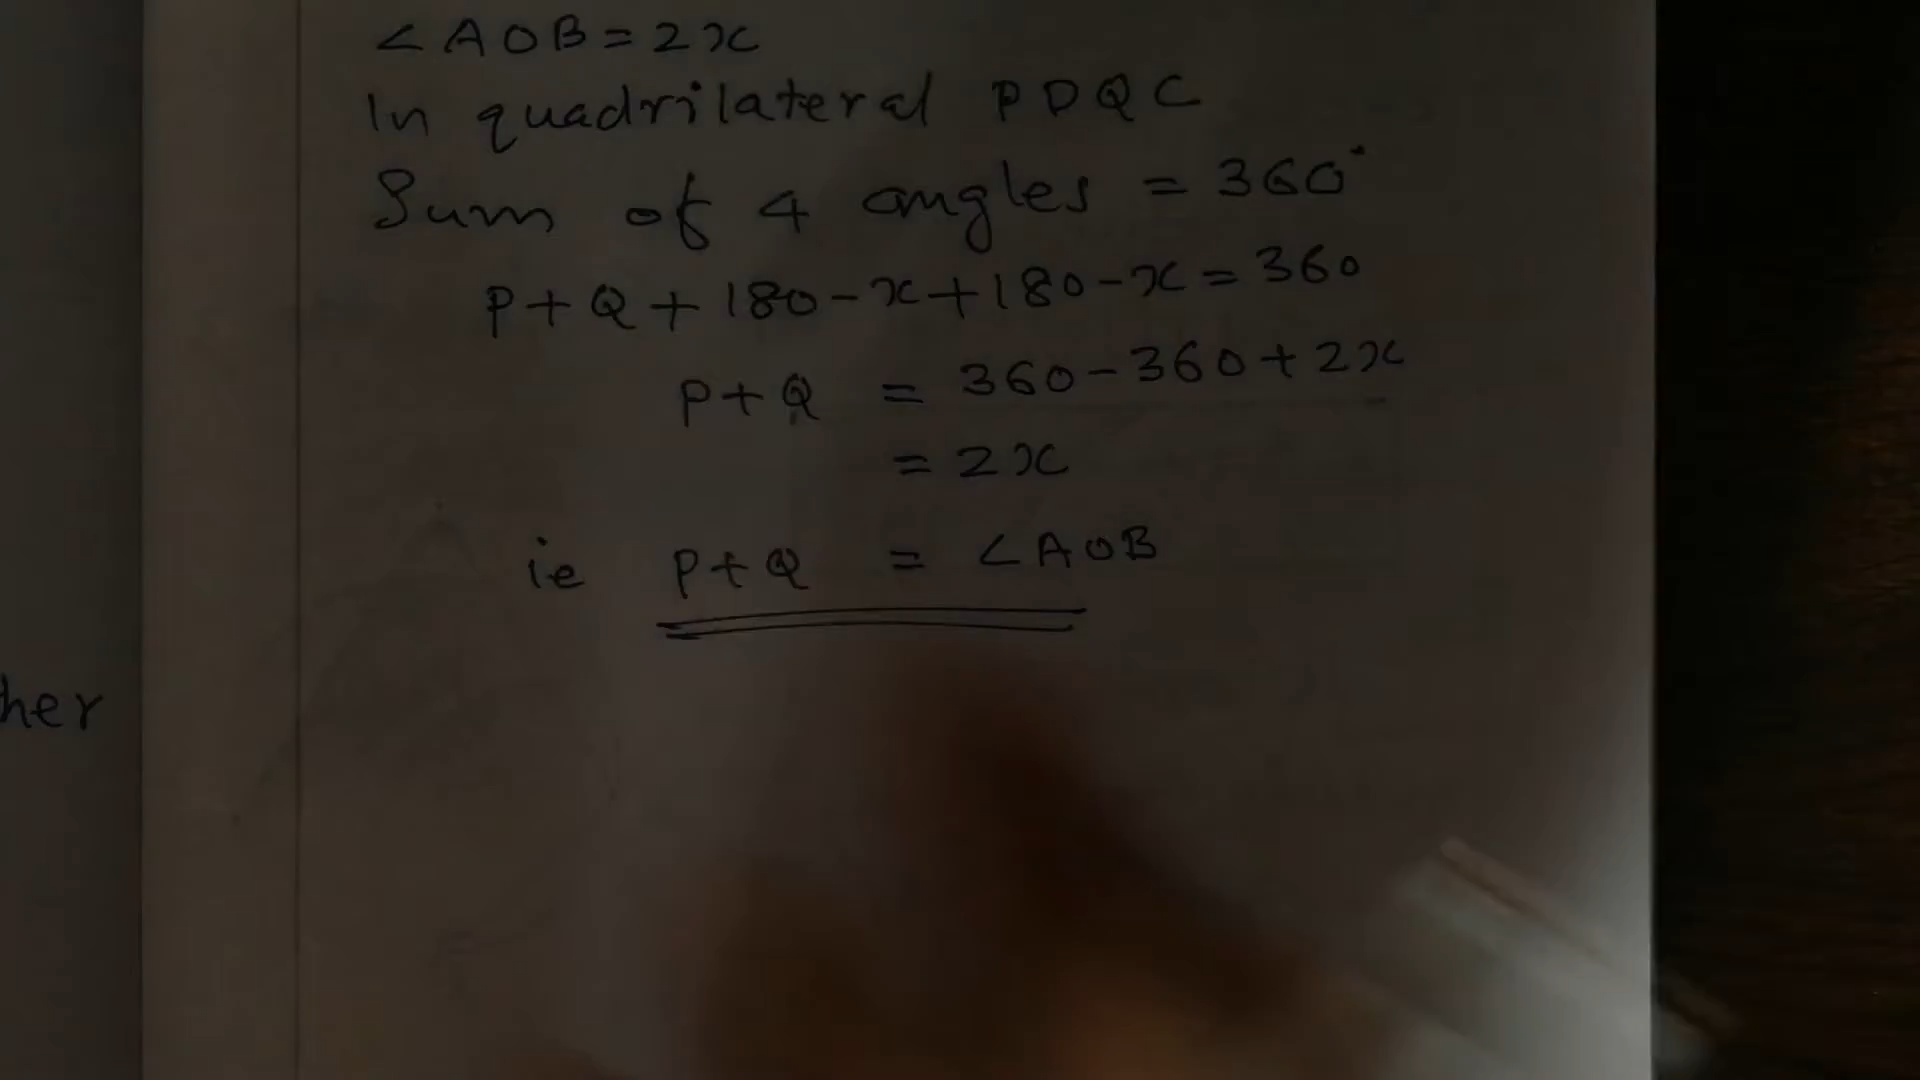 ∠AOB = 2x
In quadrilateral PDQC
Sum of 4 angles = 360°
P + Q + 180 - x + 180 - x = 360
P + Q = 360 - 360 + 2x
= 2x
ie P + Q = ∠AOB
her